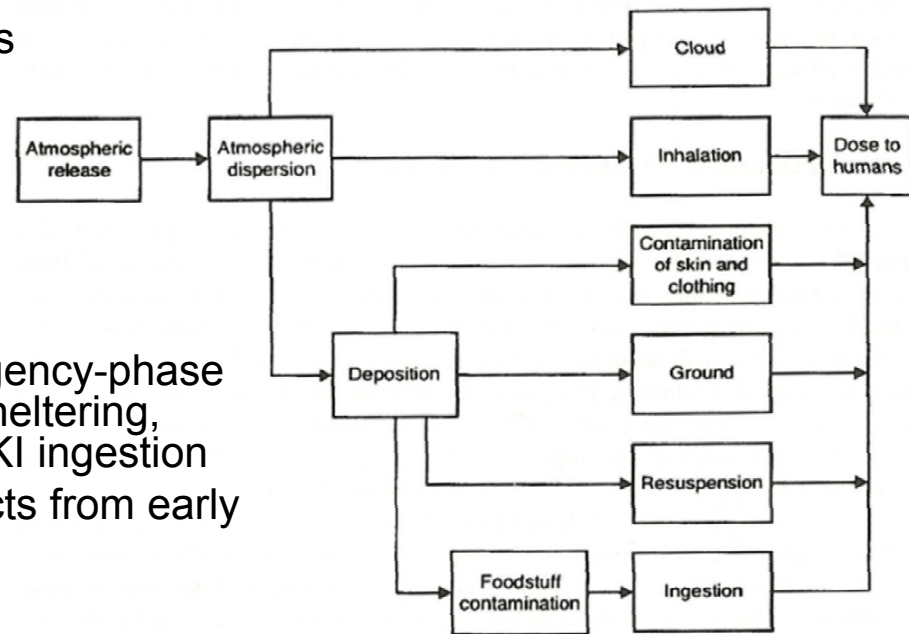 s
gency-phase
heltering,
KI ingestion
cts from early
Atmospheric
release
Atmospheric
dispersion
Cloud
Inhalation
Dose to
humans
Contamination
of skin and
clothing
Deposition
Ground
Resuspension
Foodstuff
contamination
Ingestion